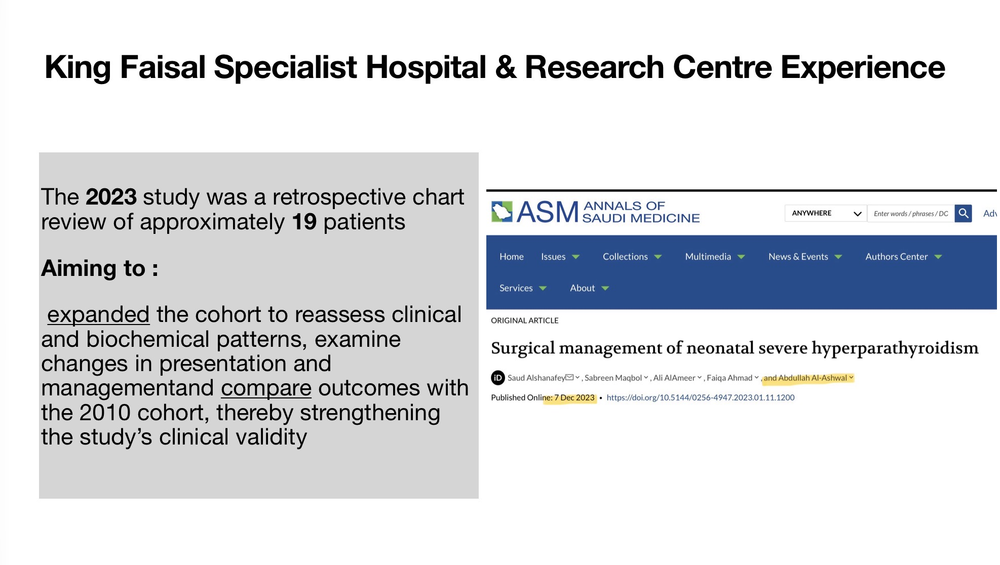 King Faisal Specialist Hospital & Research Centre Experience
The 2023 study was a retrospective chart
review of approximately 19 patients
Aiming to :
expanded the cohort to reassess clinical
and biochemical patterns, examine
changes in presentation and
managementand compare outcomes with
the 2010 cohort, thereby strengthening
the study’s clinical validity
ASM ANNALS OF
SAUDI MEDICINE
ANYWHERE
Enter words / phrases / DO
Adv
Home Issues Collections Multimedia News & Events Authors Center
Services About
ORIGINAL ARTICLE
Surgical management of neonatal severe hyperparathyroidism
iD Saud Alshanafey, Sabreen Maqbol, Ali AlAmeer, Faiqa Ahmad, and Abdullah Al-Ashwal
Published Online: 7 Dec 2023 • https://doi.org/10.5144/0256-4947.2023.01.11.1200